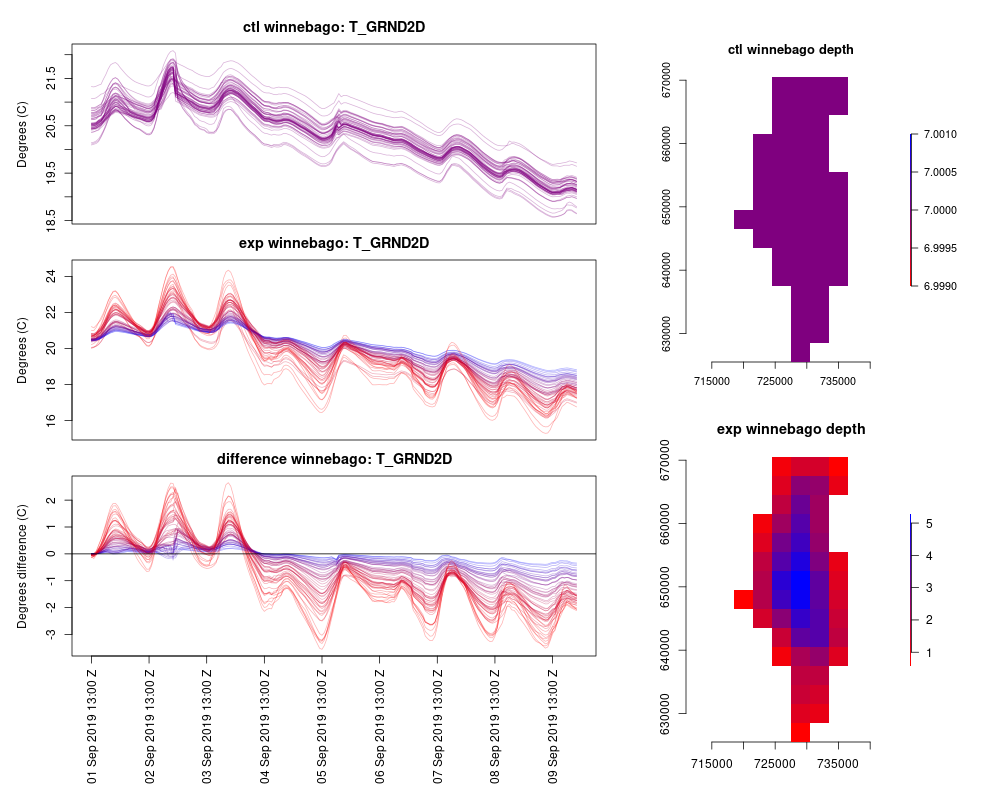 ctl winnebago: T_GRND2D
Degrees (C)
21.5
20.5
19.5
18.5
exp winnebago: T_GRND2D
Degrees (C)
24
22
20
18
16
difference winnebago: T_GRND2D
Degrees difference (C)
2
1
0
-1
-2
-3
01 Sep 2019 13:00 Z
02 Sep 2019 13:00 Z
03 Sep 2019 13:00 Z
04 Sep 2019 13:00 Z
05 Sep 2019 13:00 Z
06 Sep 2019 13:00 Z
07 Sep 2019 13:00 Z
08 Sep 2019 13:00 Z
09 Sep 2019 13:00 Z
ctl winnebago depth
670000
660000
650000
640000
630000
715000 725000 735000
7.0010
7.0005
7.0000
6.9995
6.9990
exp winnebago depth
670000
660000
650000
640000
630000
715000 725000 735000
5
4
3
2
1